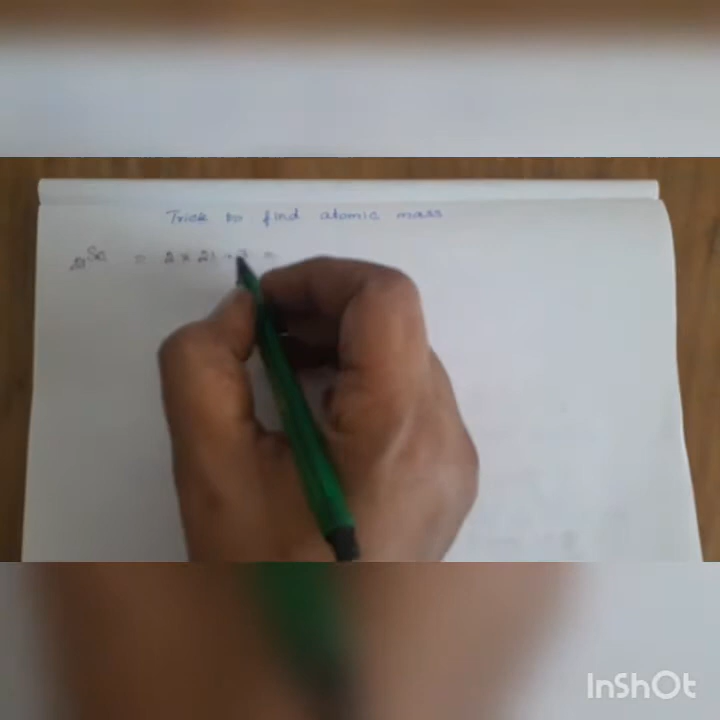 Trick to find atomic mass
21Sc = 2 × 21 + 3 =
InShOt